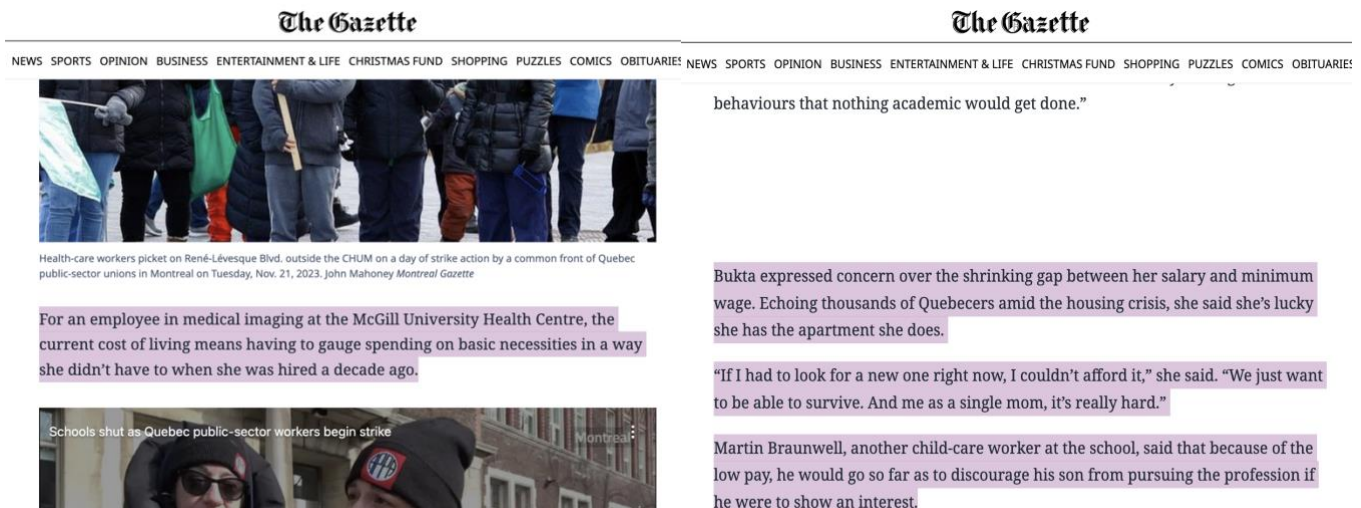 The Gazette
NEWS SPORTS OPINION BUSINESS ENTERTAINMENT & LIFE CHRISTMAS FUND SHOPPING PUZZLES COMICS OBITUARIES
Health-care workers picket on René-Lévesque Blvd. outside the CHUM on a day of strike action by a common front of Quebec
public-sector unions in Montreal on Tuesday, Nov. 21, 2023. John Mahoney Montreal Gazette
For an employee in medical imaging at the McGill University Health Centre, the
current cost of living means having to gauge spending on basic necessities in a way
she didn’t have to when she was hired a decade ago.
Schools shut as Quebec public-sector workers begin strike
Montreal
The Gazette
NEWS SPORTS OPINION BUSINESS ENTERTAINMENT & LIFE CHRISTMAS FUND SHOPPING PUZZLES COMICS OBITUARIES
behaviours that nothing academic would get done.”
Bukta expressed concern over the shrinking gap between her salary and minimum
wage. Echoing thousands of Quebecers amid the housing crisis, she said she’s lucky
she has the apartment she does.
“If I had to look for a new one right now, I couldn’t afford it,” she said. “We just want
to be able to survive. And me as a single mom, it’s really hard.”
Martin Braunwell, another child-care worker at the school, said that because of the
low pay, he would go so far as to discourage his son from pursuing the profession if
he were to show an interest.